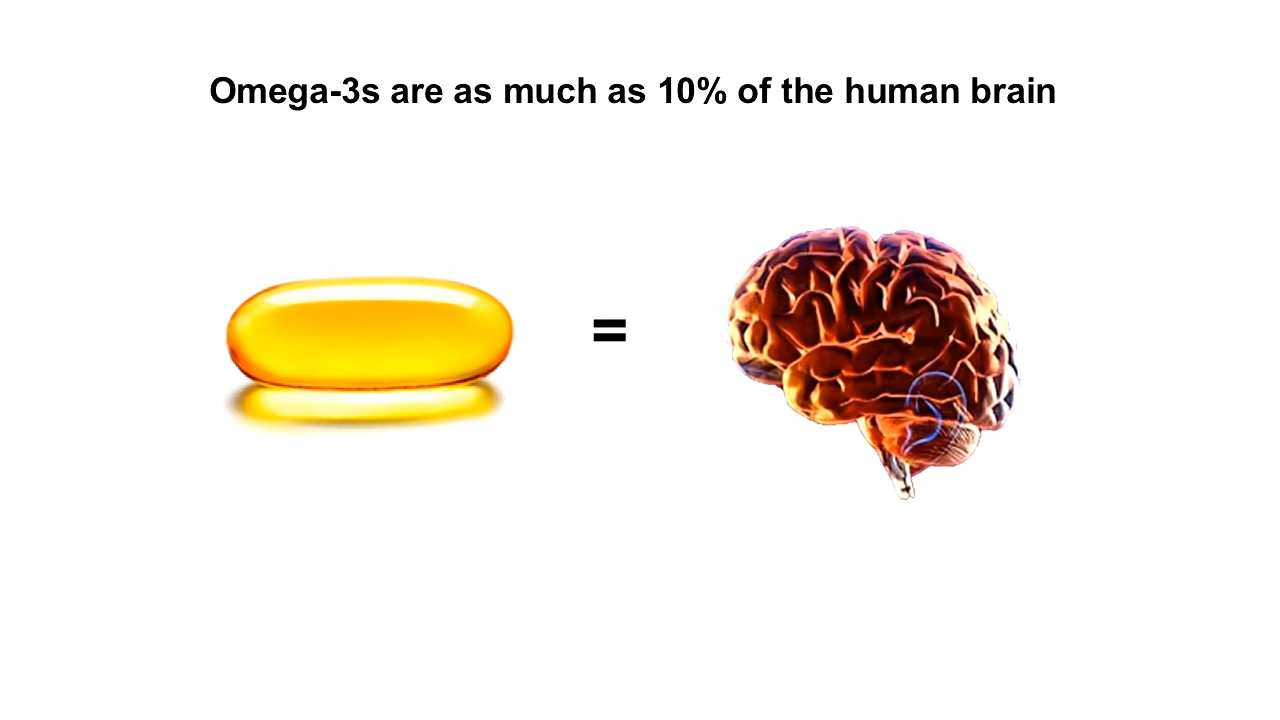 Omega-3s are as much as 10% of the human brain
=